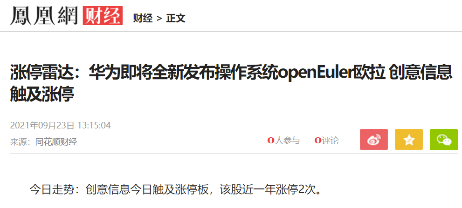 鳳凰網 财经 财经 > 正文
涨停雷达：华为即将全新发布操作系统openEuler欧拉 创意信息
触及涨停
2021年09月23日 13:15:04
来源：同花顺财经
0人参与 0评论
今日走势：创意信息今日触及涨停板，该股近一年涨停2次。